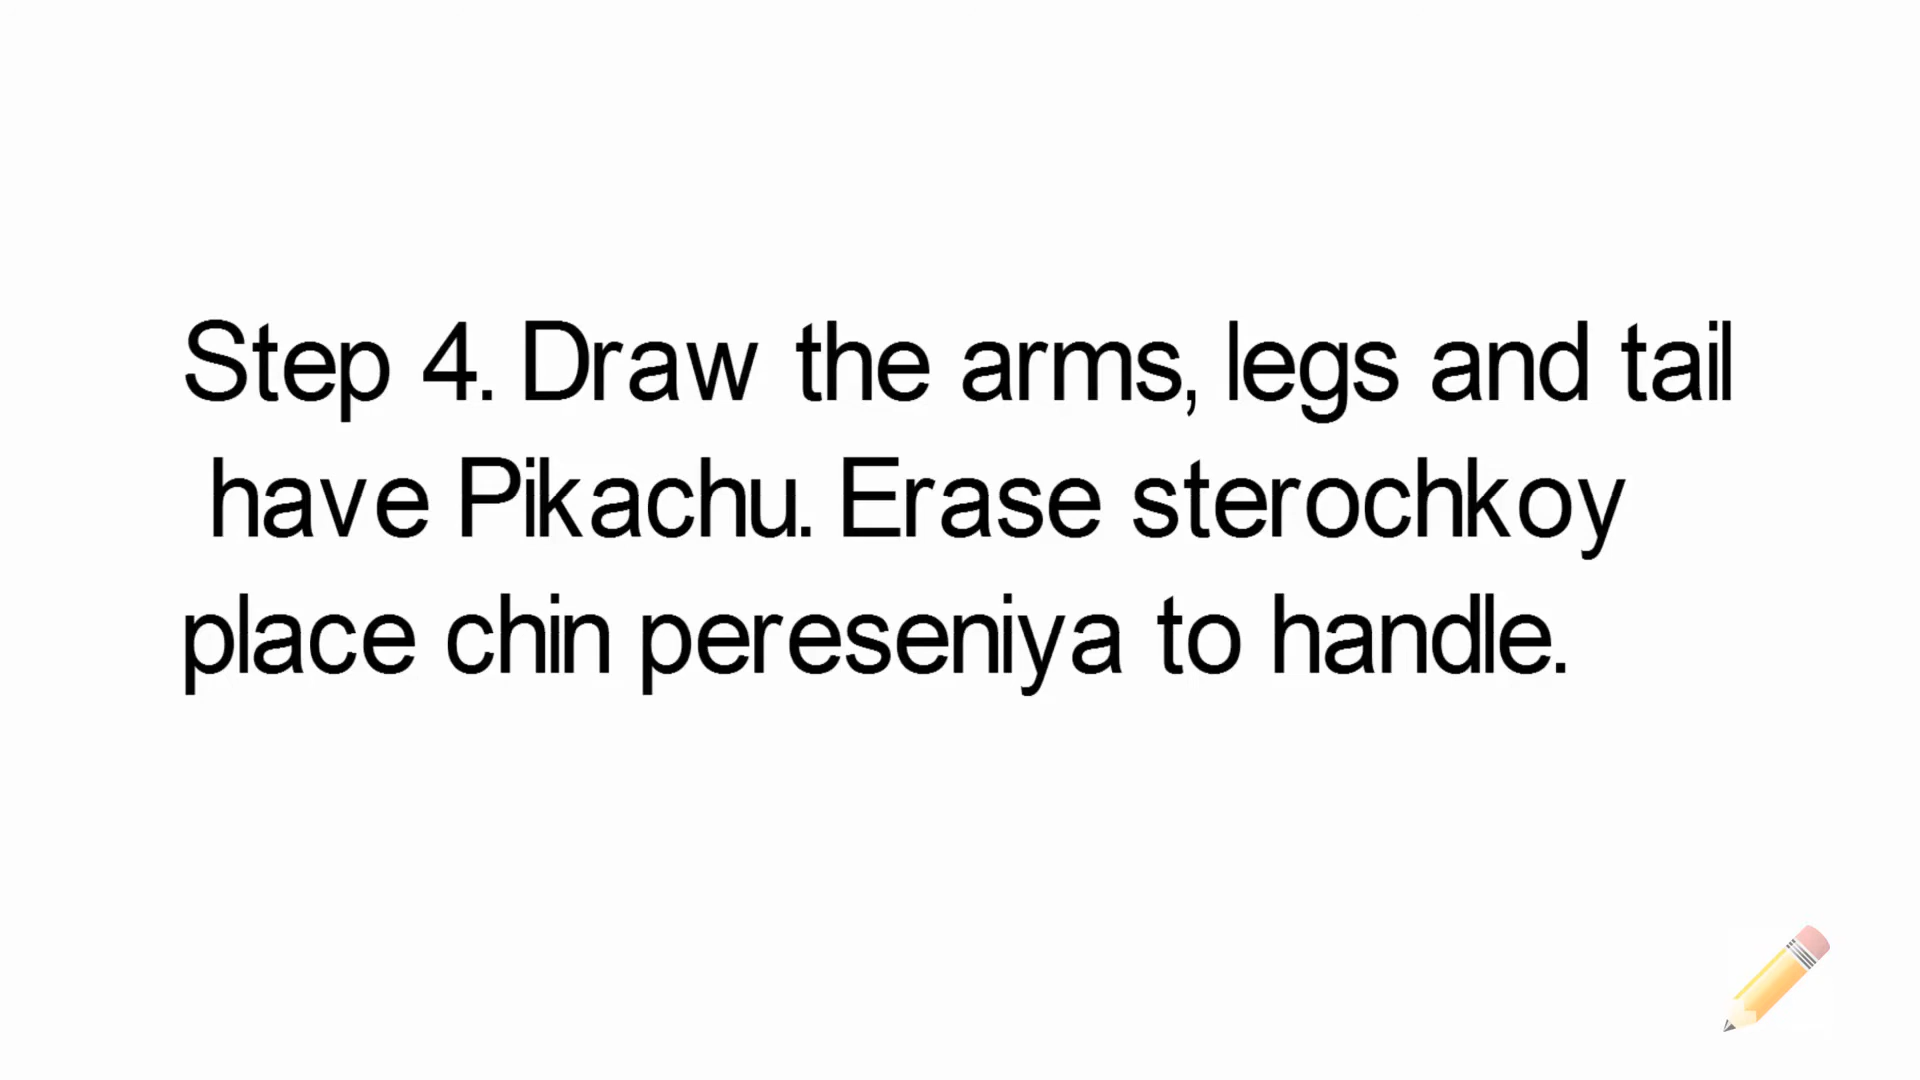 Step 4. Draw the arms, legs and tail
have Pikachu. Erase sterochkoy
place chin pereseniya to handle.